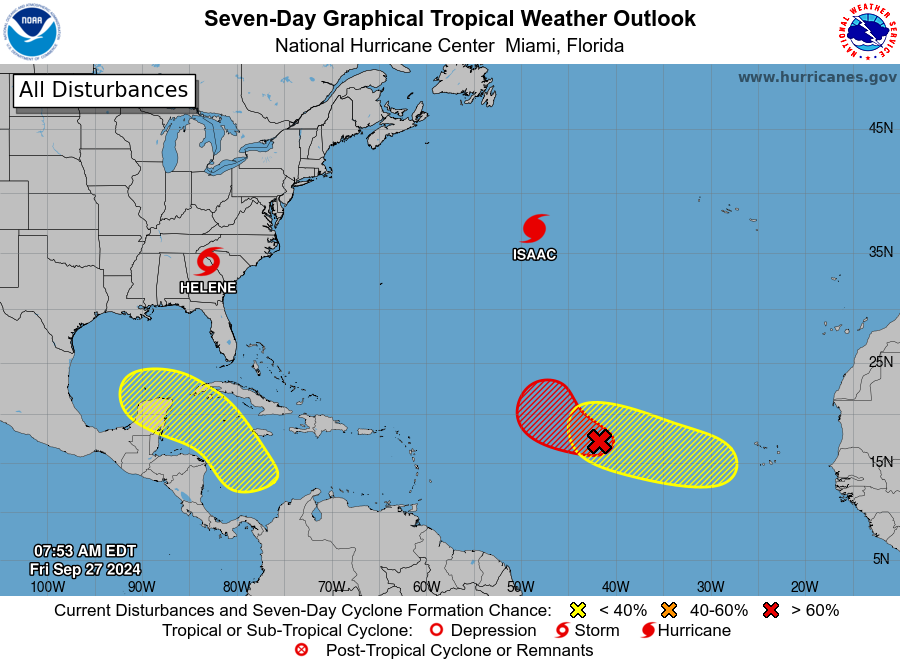 Seven-Day Graphical Tropical Weather Outlook
National Hurricane Center  Miami, Florida
NOAA
NATIONAL WEATHER SERVICE
All Disturbances
www.hurricanes.gov
45N
ISAAC
35N
HELENE
25N
15N
07:53 AM EDT
Fri Sep 27 2024
5N
100W 90W 80W 70W 60W 50W 40W 30W 20W
Current Disturbances and Seven-Day Cyclone Formation Chance: < 40% 40-60% > 60%
Tropical or Sub-Tropical Cyclone: Depression Storm Hurricane
Post-Tropical Cyclone or Remnants